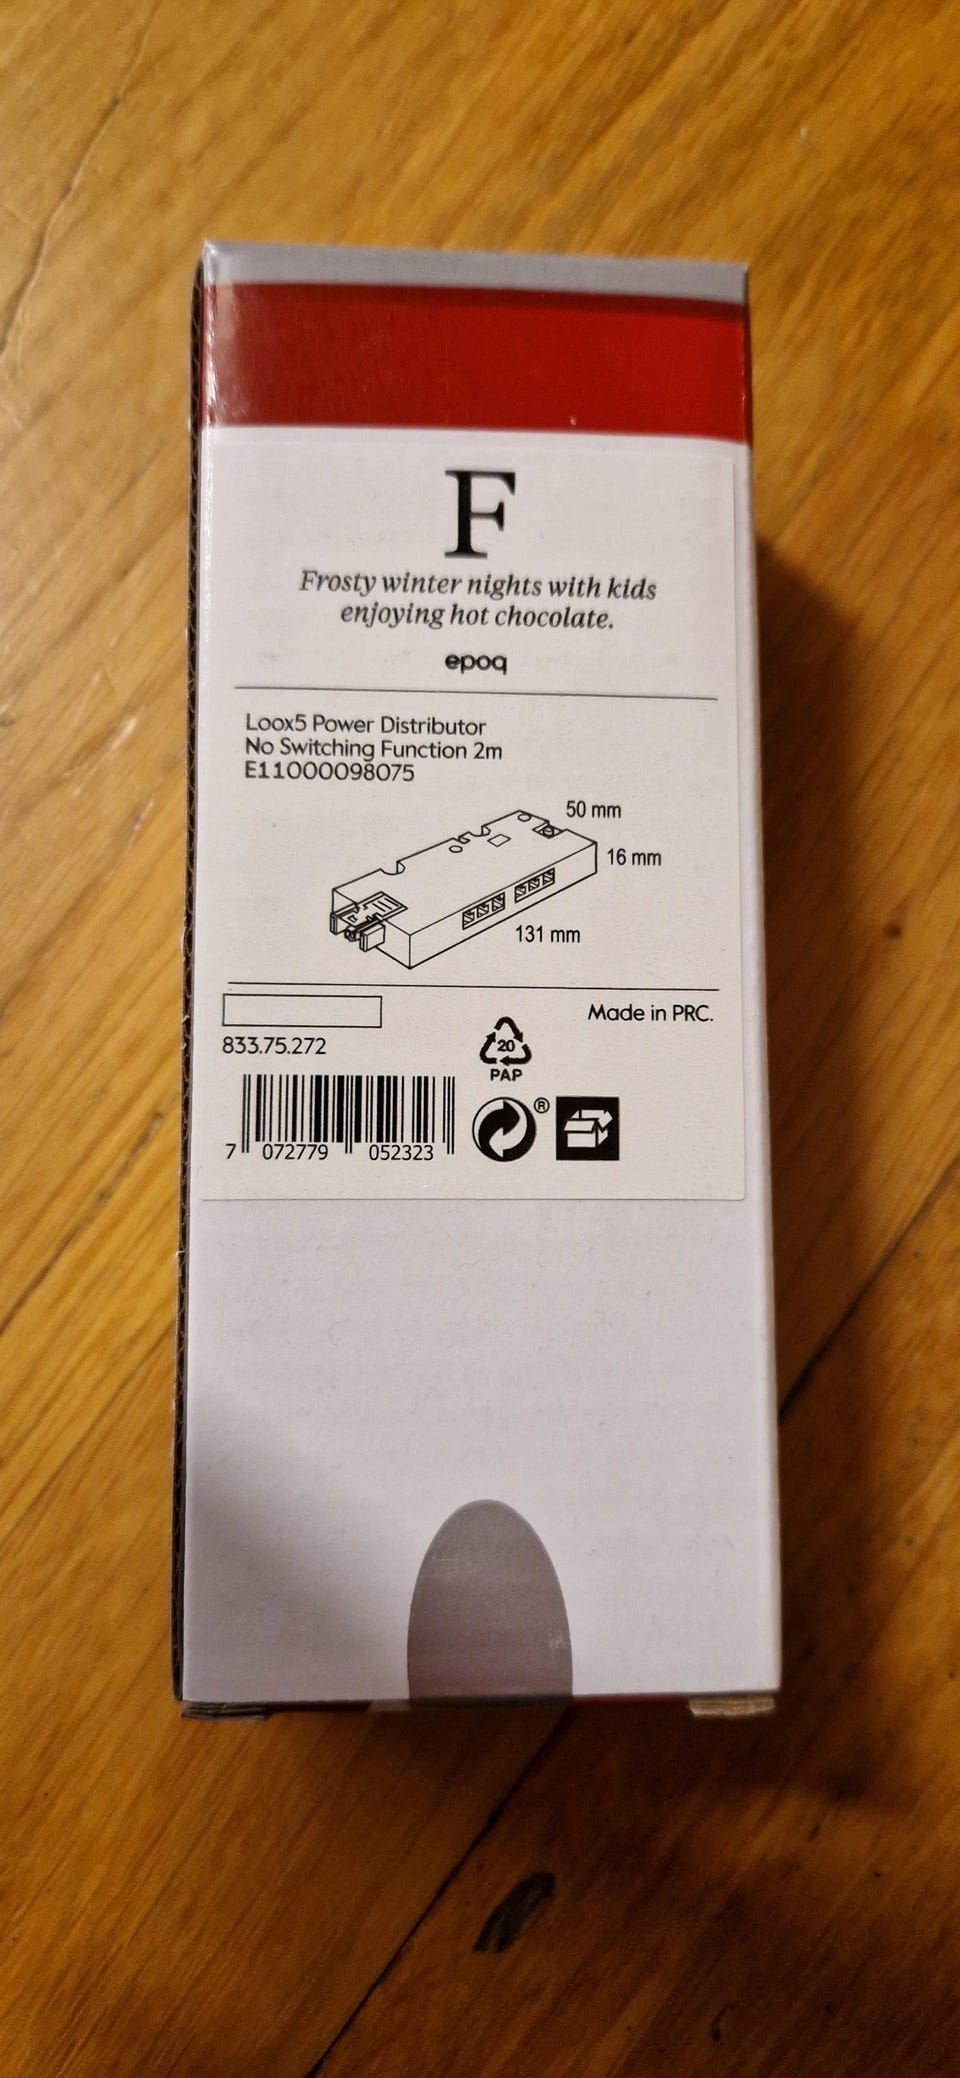 F
Frosty winter nights with kids
enjoying hot chocolate.
epoq
Loox5 Power Distributor
No Switching Function 2m
E11000098075
50 mm
16 mm
131 mm
Made in PRC.
833.75.272
20
PAP
®
7 072779 052323